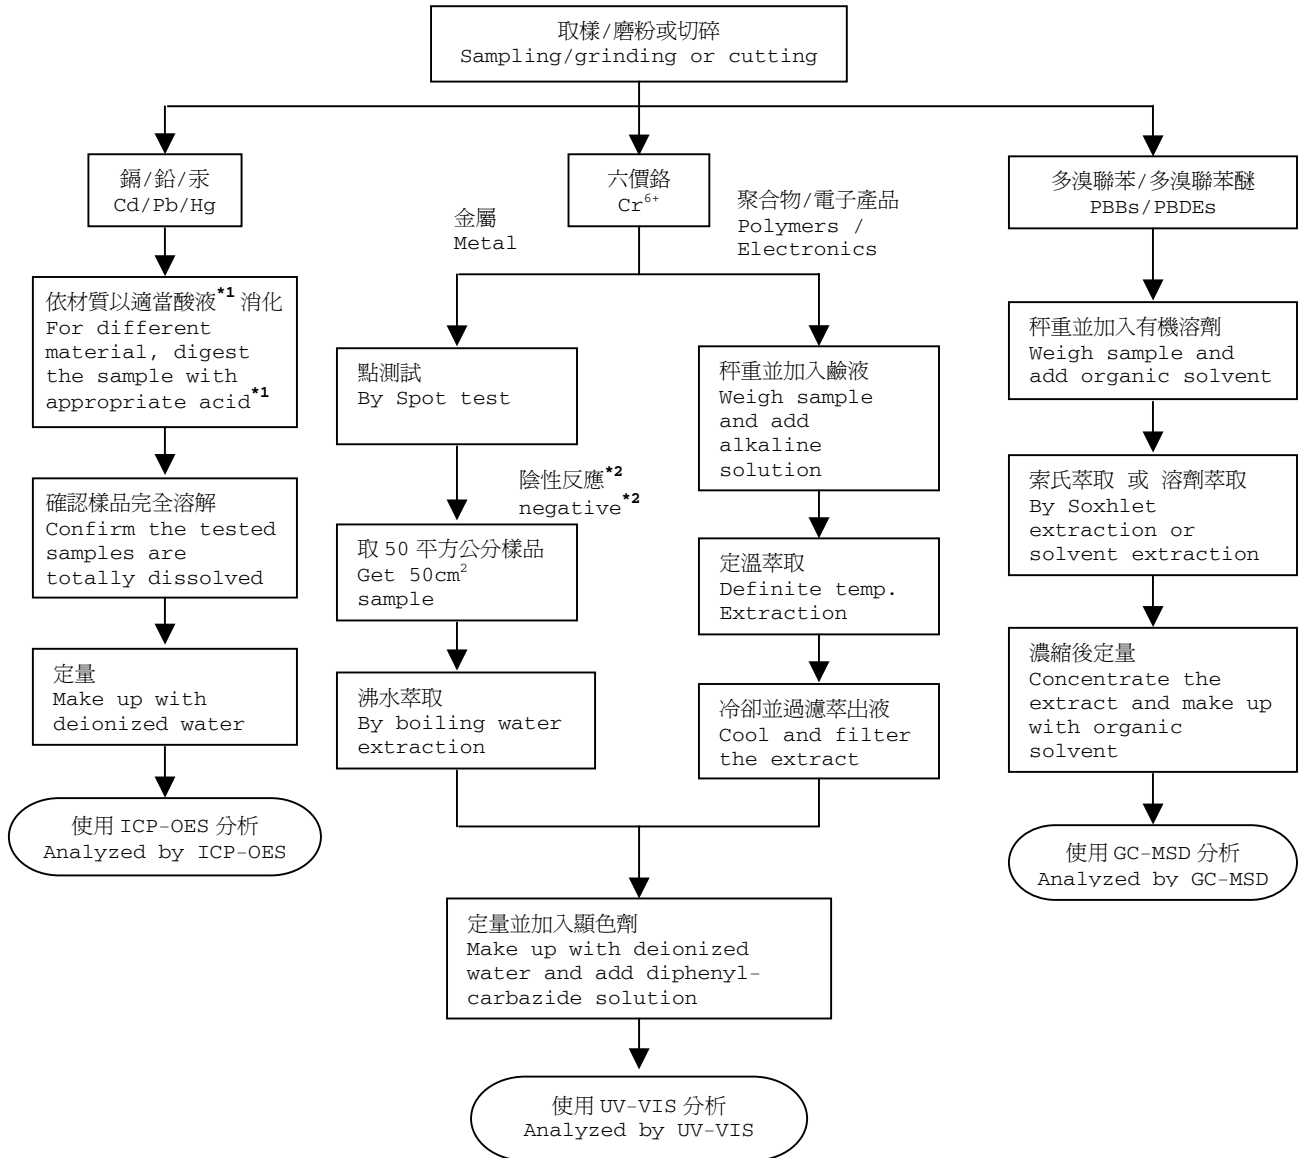 取樣/磨粉或切碎
Sampling/grinding or cutting
鎘/鉛/汞
Cd/Pb/Hg
依材質以適當酸液*1 消化
For different
material, digest
the sample with
appropriate acid*1
確認樣品完全溶解
Confirm the tested
samples are
totally dissolved
定量
Make up with
deionized water
使用 ICP-OES 分析
Analyzed by ICP-OES
六價鉻
Cr6+
金屬
Metal
點測試
By Spot test
陰性反應*2
negative*2
取 50 平方公分樣品
Get 50cm2
sample
沸水萃取
By boiling water
extraction
聚合物/電子產品
Polymers /
Electronics
秤重並加入鹼液
Weigh sample
and add
alkaline
solution
定溫萃取
Definite temp.
Extraction
冷卻並過濾萃出液
Cool and filter
the extract
定量並加入顯色劑
Make up with deionized
water and add diphenyl-
carbazide solution
使用 UV-VIS 分析
Analyzed by UV-VIS
多溴聯苯/多溴聯苯醚
PBBs/PBDEs
秤重並加入有機溶劑
Weigh sample and
add organic solvent
索氏萃取 或 溶劑萃取
By Soxhlet
extraction or
solvent extraction
濃縮後定量
Concentrate the
extract and make up
with organic
solvent
使用 GC-MSD 分析
Analyzed by GC-MSD